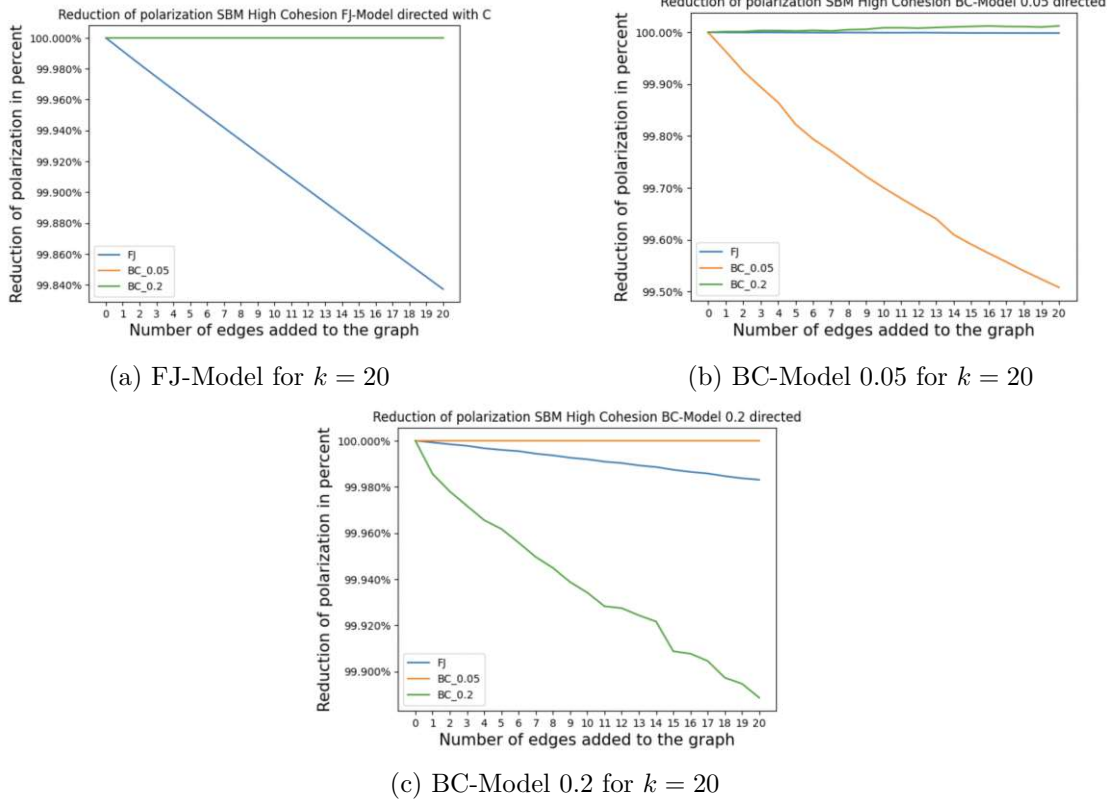 Reduction of polarization SBM High Cohesion FJ-Model directed with C
Reduction of polarization in percent
100.000%
99.980%
99.960%
99.940%
99.920%
99.900%
99.880%
99.860%
99.840%
FJ
BC_0.05
BC_0.2
0 1 2 3 4 5 6 7 8 9 10 11 12 13 14 15 16 17 18 19 20
Number of edges added to the graph
(a) FJ-Model for k = 20
Reduction of polarization SBM High Cohesion BC-Model 0.05 directed
Reduction of polarization in percent
100.00%
99.90%
99.80%
99.70%
99.60%
99.50%
FJ
BC_0.05
BC_0.2
0 1 2 3 4 5 6 7 8 9 10 11 12 13 14 15 16 17 18 19 20
Number of edges added to the graph
(b) BC-Model 0.05 for k = 20
Reduction of polarization SBM High Cohesion BC-Model 0.2 directed
Reduction of polarization in percent
100.000%
99.980%
99.960%
99.940%
99.920%
99.900%
FJ
BC_0.05
BC_0.2
0 1 2 3 4 5 6 7 8 9 10 11 12 13 14 15 16 17 18 19 20
Number of edges added to the graph
(c) BC-Model 0.2 for k = 20